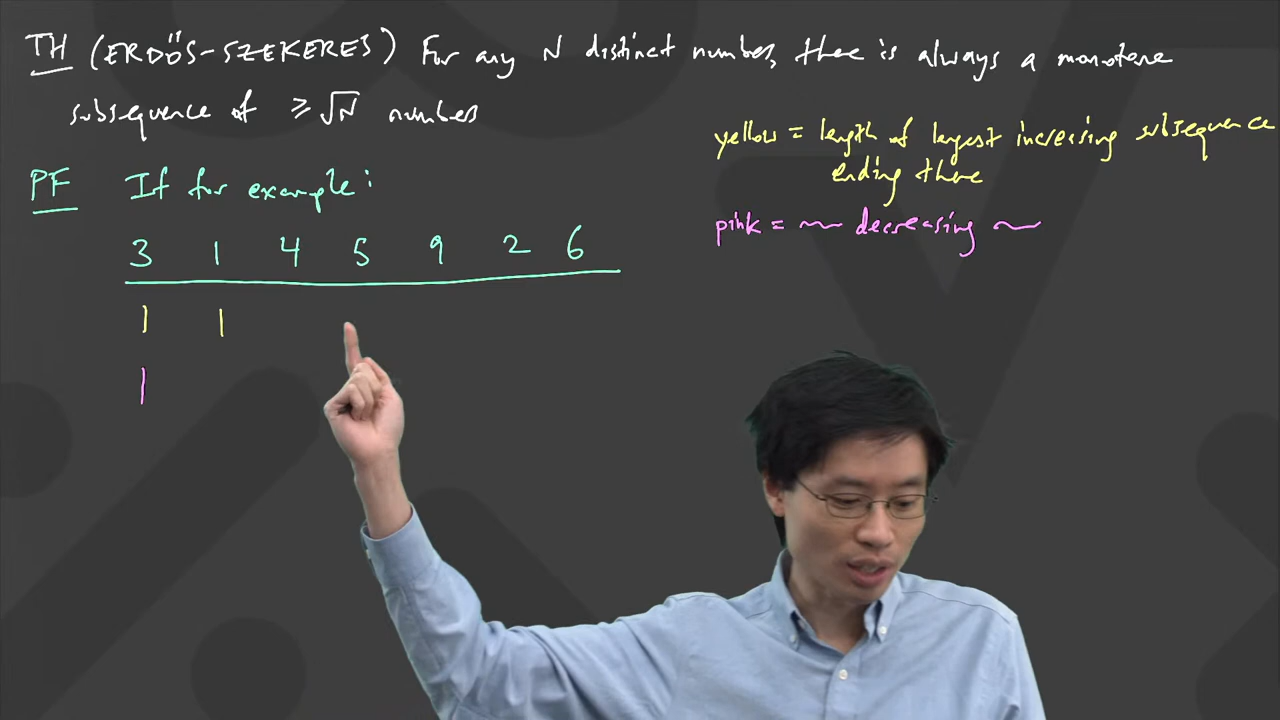 TH (ERDŐS-SZEKERES) For any N distinct number, there is always a monotone
subsequence of ≥ √N numbers
yellow = length of largest increasing subsequence
ending there
pink = ~~ decreasing ~~
PF If for example:
3 1 4 5 9 2 6
1 1
1